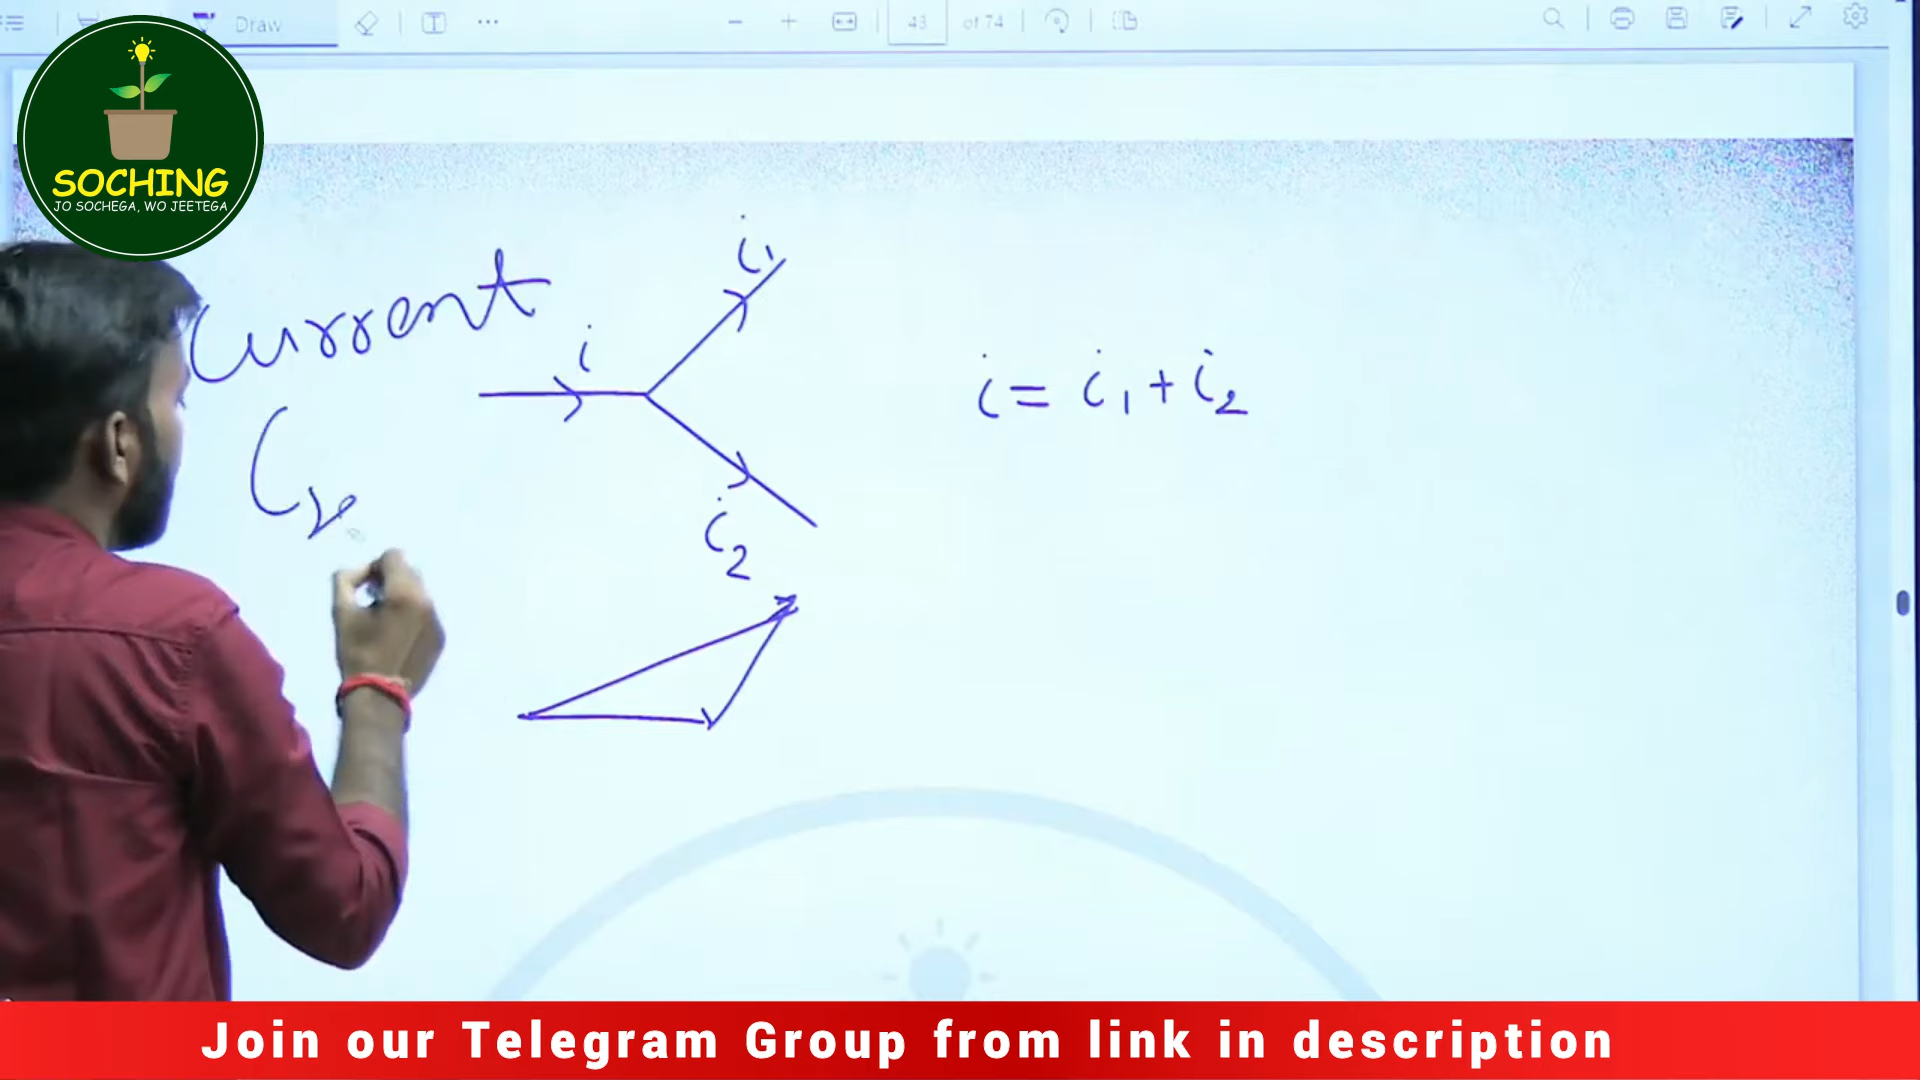 Draw
43
of 74
SOCHING
JO SOCHEGA, WO JEETEGA
Current
i
i₁
i₂
i = i₁ + i₂
Join our Telegram Group from link in description